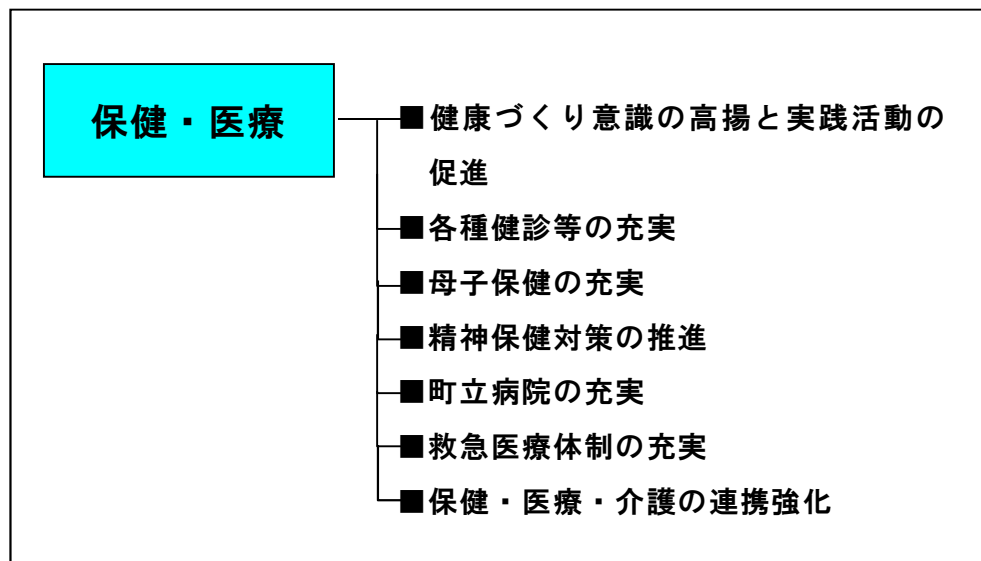 保健・医療
■健康づくり意識の高揚と実践活動の
促進
■各種健診等の充実
■母子保健の充実
■精神保健対策の推進
■町立病院の充実
■救急医療体制の充実
■保健・医療・介護の連携強化